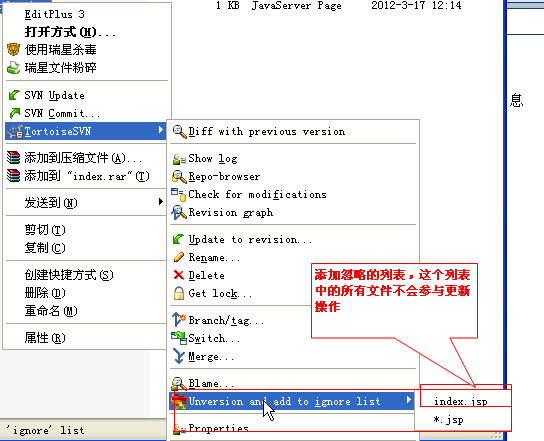 1 KB JavaServer Page 2012-3-17 12:14
EditPlus 3
打开方式(H)...
使用瑞星杀毒
瑞星文件粉碎
SVN Update
SVN Commit...
TortoiseSVN
添加到压缩文件(A)...
添加到 "index.rar"(T)
发送到(N)
剪切(T)
复制(C)
创建快捷方式(S)
删除(D)
重命名(M)
属性(R)
Diff with previous version
Show log
Repo-browser
Check for modifications
Revision graph
Update to revision...
Rename...
Delete
Get lock...
Branch/tag...
Switch...
Merge...
Blame...
Unversion and add to ignore list
Properties
index.jsp
*.jsp
添加忽略的列表，这个列表
中的所有文件不会参与更新
操作
息
'ignore' list